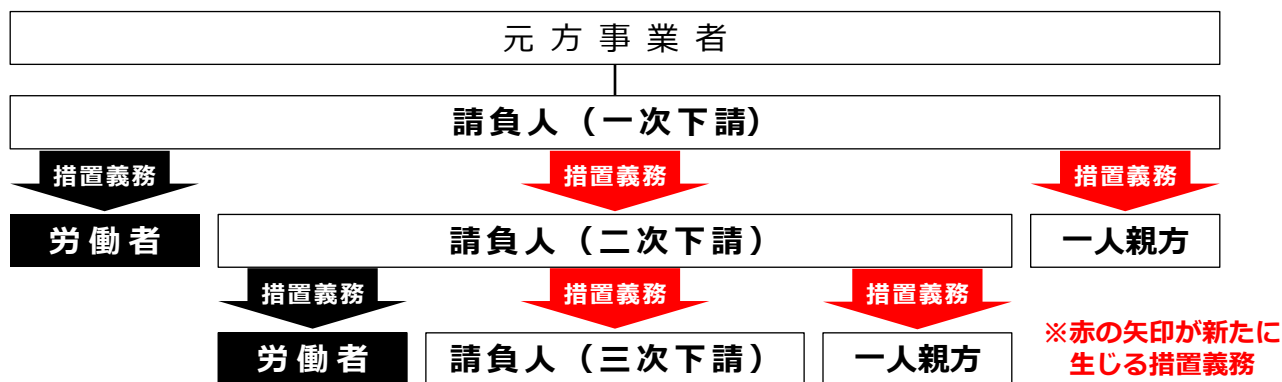 元方事業者
請負人（一次下請）
措置義務
措置義務
措置義務
労働者
請負人（二次下請）
一人親方
措置義務
措置義務
措置義務
労働者
請負人（三次下請）
一人親方
※赤の矢印が新たに
生じる措置義務